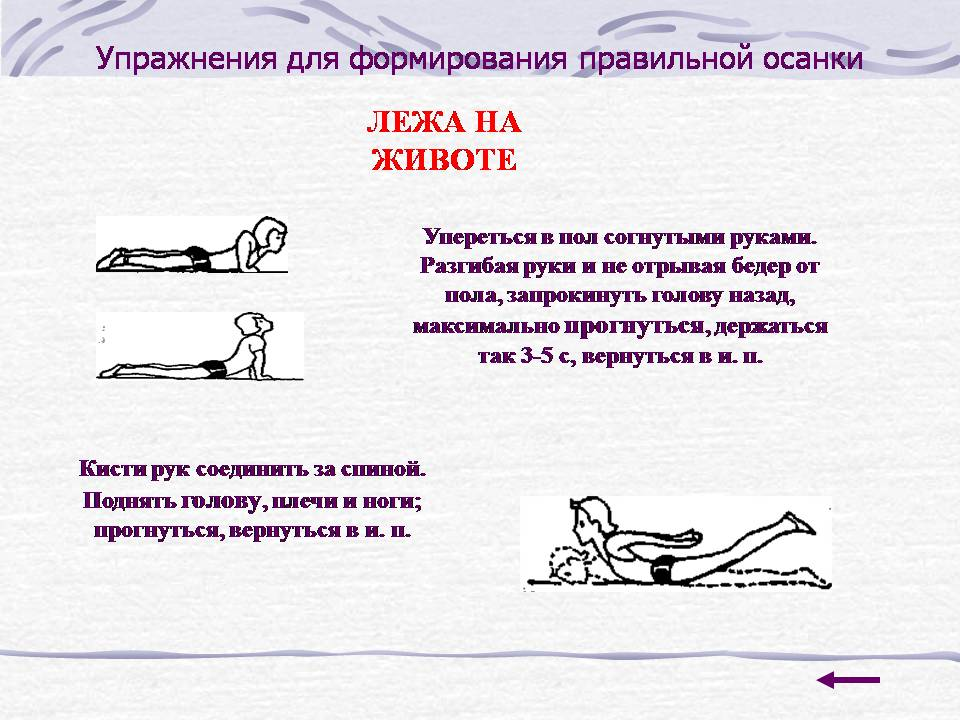 Упражнения для формирования правильной осанки
ЛЕЖА НА
ЖИВОТЕ
Упереться в пол согнутыми руками.
Разгибая руки и не отрывая бедер от
пола, запрокинуть голову назад,
максимально прогнуться, держаться
так 3-5 с, вернуться в и. п.
Кисти рук соединить за спиной.
Поднять голову, плечи и ноги;
прогнуться, вернуться в и. п.